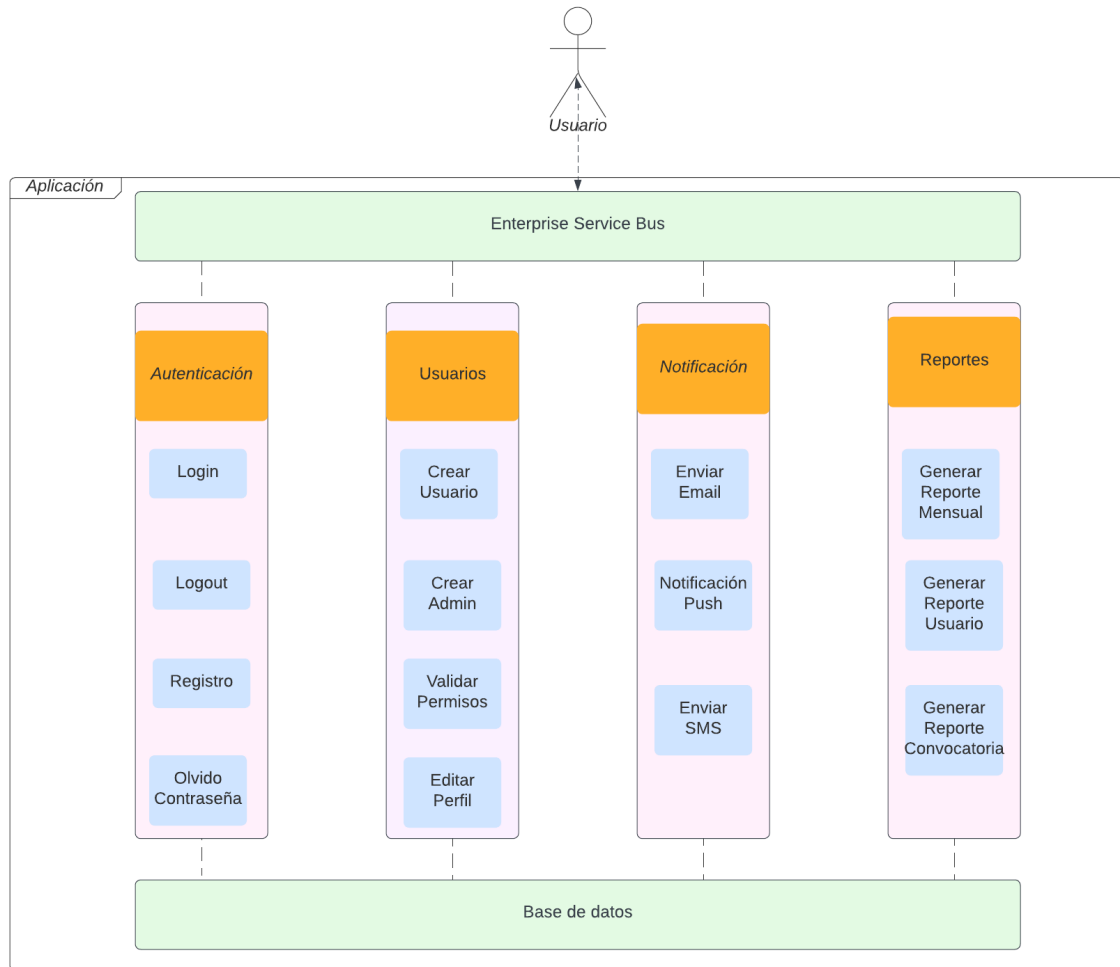 Usuario
Aplicación
Enterprise Service Bus
Autenticación
Usuarios
Notificación
Reportes
Login
Logout
Registro
Olvido
Contraseña
Crear
Usuario
Crear
Admin
Validar
Permisos
Editar
Perfil
Enviar
Email
Notificación
Push
Enviar
SMS
Generar
Reporte
Mensual
Generar
Reporte
Usuario
Generar
Reporte
Convocatoria
Base de datos